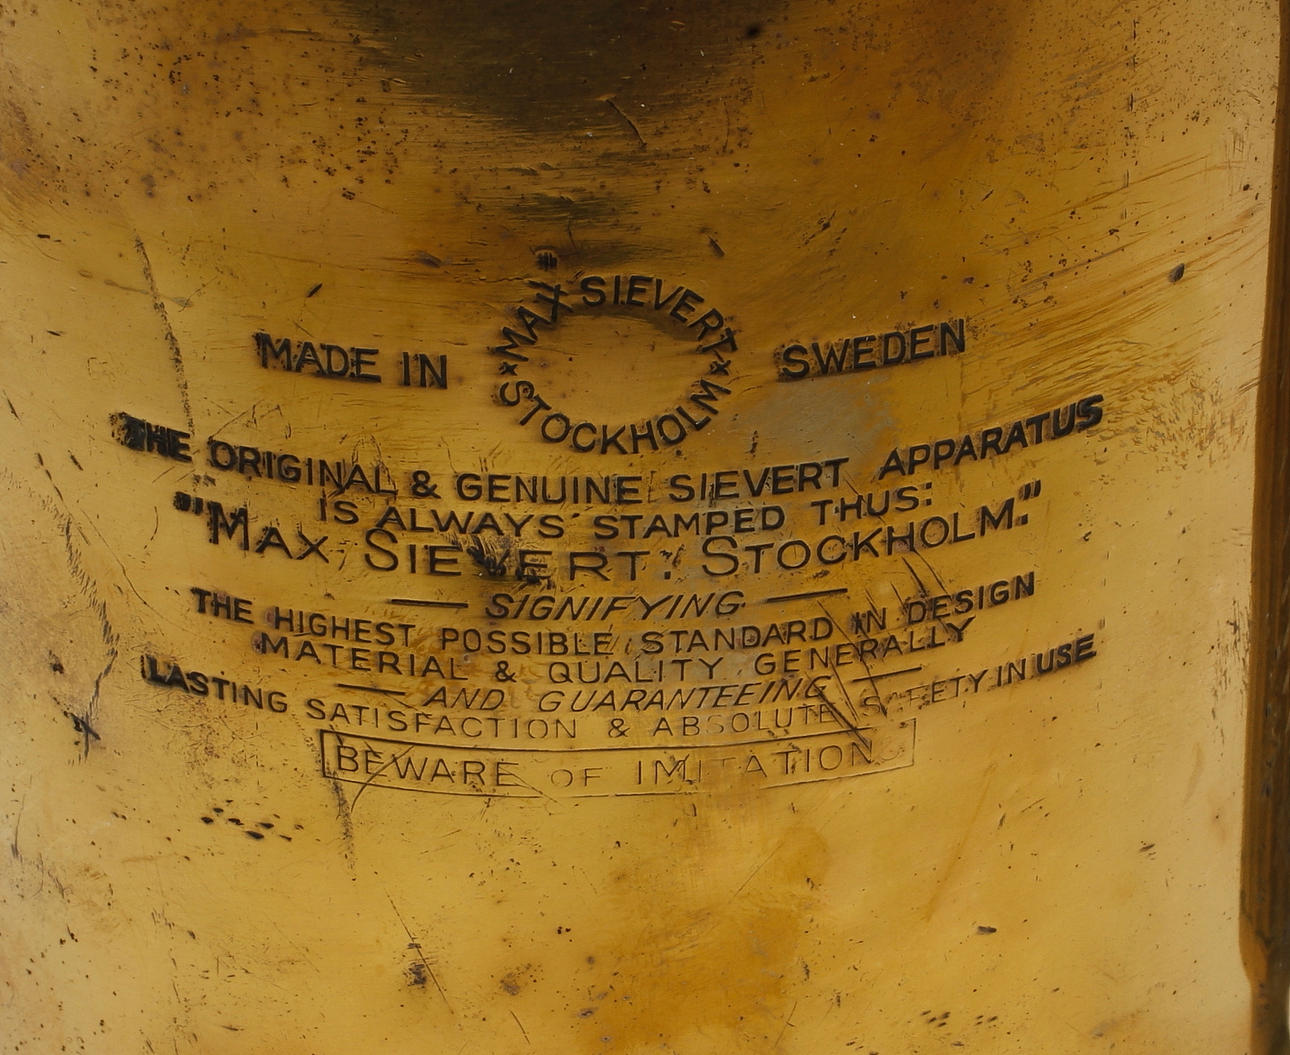 MAX SIEVERT
MADE IN SWEDEN
* STOCKHOLM *
THE ORIGINAL & GENUINE SIEVERT APPARATUS
IS ALWAYS STAMPED THUS:
"MAX SIEVERT: STOCKHOLM."
— SIGNIFYING —
THE HIGHEST POSSIBLE STANDARD IN DESIGN
MATERIAL & QUALITY GENERALLY
— AND GUARANTEEING —
LASTING SATISFACTION & ABSOLUTE SAFETY IN USE
BEWARE OF IMITATIONS